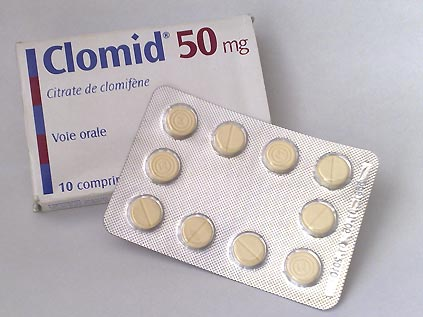 Clomid® 50 mg
Citrate de clomifène
Voie orale
10 comprim